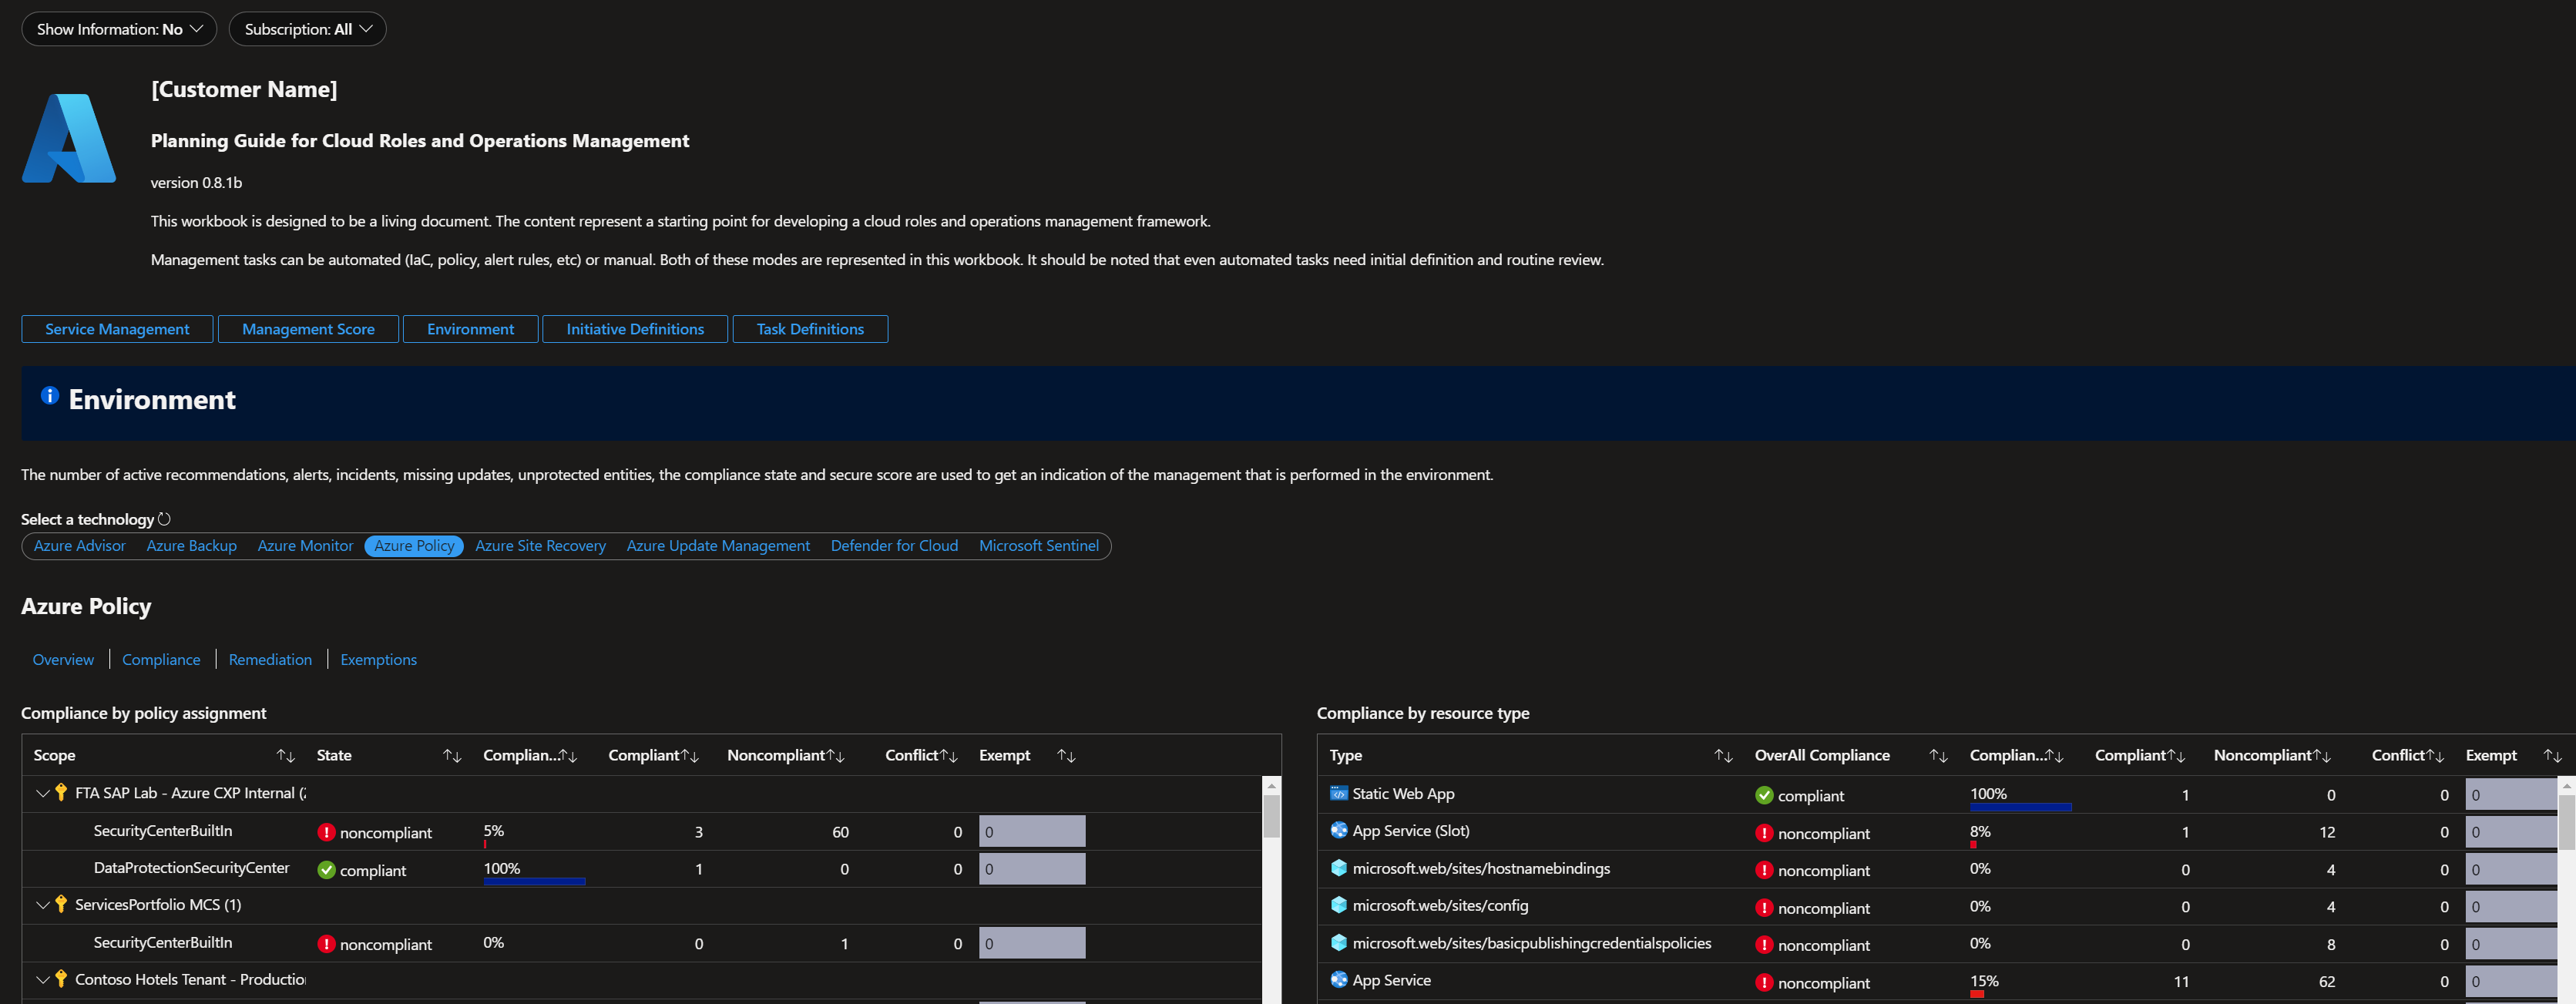 Show Information: No
Subscription: All
[Customer Name]
Planning Guide for Cloud Roles and Operations Management
version 0.8.1b
This workbook is designed to be a living document. The content represent a starting point for developing a cloud roles and operations management framework.
Management tasks can be automated (IaC, policy, alert rules, etc) or manual. Both of these modes are represented in this workbook. It should be noted that even automated tasks need initial definition and routine review.
Service Management Management Score Environment Initiative Definitions Task Definitions
Environment
The number of active recommendations, alerts, incidents, missing updates, unprotected entities, the compliance state and secure score are used to get an indication of the management that is performed in the environment.
Select a technology
Azure Advisor Azure Backup Azure Monitor Azure Policy Azure Site Recovery Azure Update Management Defender for Cloud Microsoft Sentinel
Azure Policy
Overview Compliance Remediation Exemptions
Compliance by policy assignment
Scope State Complian... Compliant Noncompliant Conflict Exempt
FTA SAP Lab - Azure CXP Internal (
SecurityCenterBuiltIn noncompliant 5% 3 60 0 0
DataProtectionSecurityCenter compliant 100% 1 0 0 0
ServicesPortfolio MCS (1)
SecurityCenterBuiltIn noncompliant 0% 0 1 0 0
Contoso Hotels Tenant - Productio
Compliance by resource type
Type OverAll Compliance Complian... Compliant Noncompliant Conflict Exempt
Static Web App compliant 100% 1 0 0 0
App Service (Slot) noncompliant 8% 1 12 0 0
microsoft.web/sites/hostnamebindings noncompliant 0% 0 4 0 0
microsoft.web/sites/config noncompliant 0% 0 4 0 0
microsoft.web/sites/basicpublishingcredentialspolicies noncompliant 0% 0 8 0 0
App Service noncompliant 15% 11 62 0 0